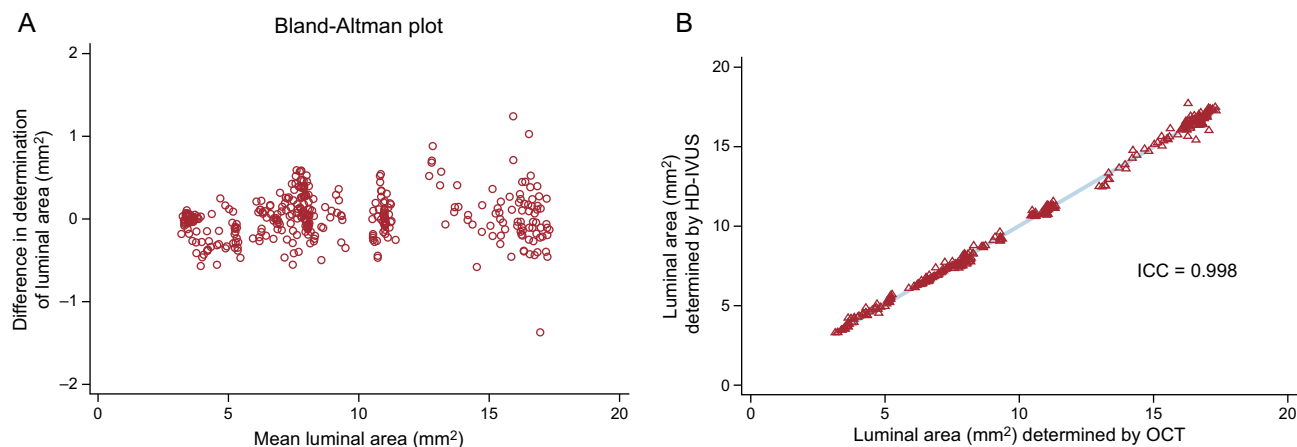 A
Bland-Altman plot
Difference in determination
of luminal area (mm²)
2
1
0
–1
–2
0
5
10
15
20
Mean luminal area (mm²)
B
Luminal area (mm²)
determined by HD-IVUS
20
15
10
5
0
ICC = 0.998
0
5
10
15
20
Luminal area (mm²) determined by OCT